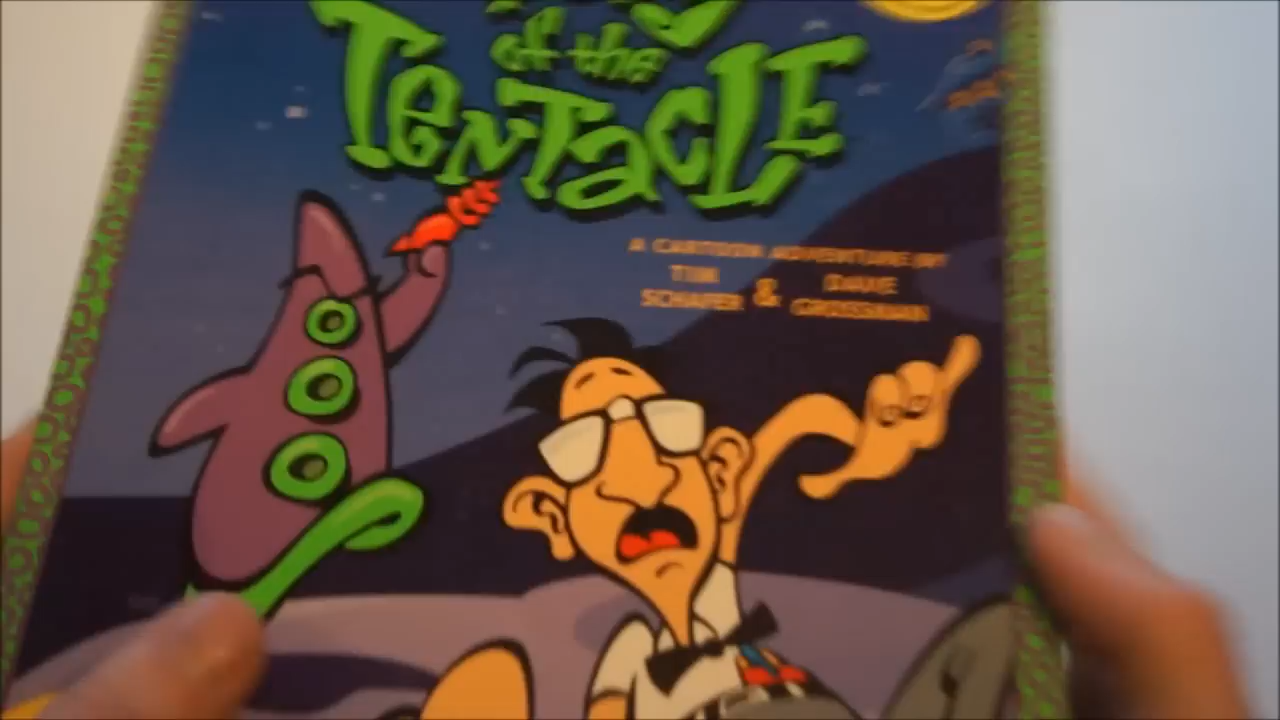 of the
TENTACLE
A CARTOON ADVENTURE BY
TIM SCHAFER & DAVE GROSSMAN